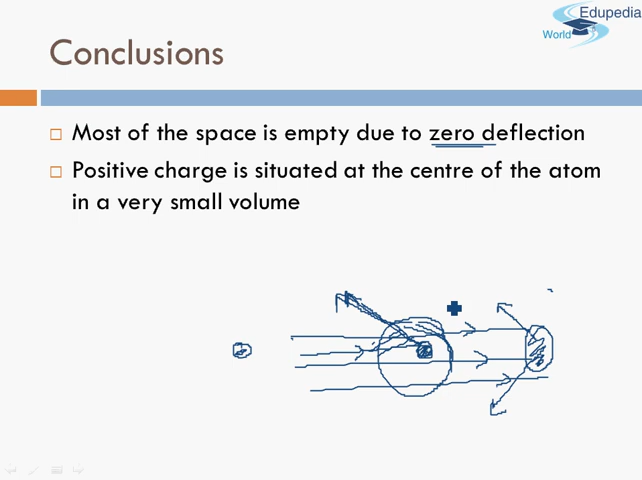 Edupedia
World
Conclusions
Most of the space is empty due to zero deflection
Positive charge is situated at the centre of the atom
in a very small volume